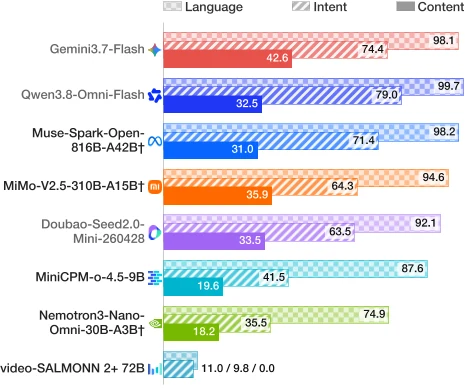 Language Intent Content
Gemini3.7-Flash 98.1 74.4 42.6
Qwen3.8-Omni-Flash 99.7 79.0 32.5
Muse-Spark-Open-
816B-A42B† 98.2 71.4 31.0
MiMo-V2.5-310B-A15B† 94.6 64.3 35.9
Doubao-Seed2.0-
Mini-260428 92.1 63.5 33.5
MiniCPM-o-4.5-9B 87.6 41.5 19.6
Nemotron3-Nano-
Omni-30B-A3B† 74.9 35.5 18.2
video-SALMONN 2+ 72B 11.0 / 9.8 / 0.0